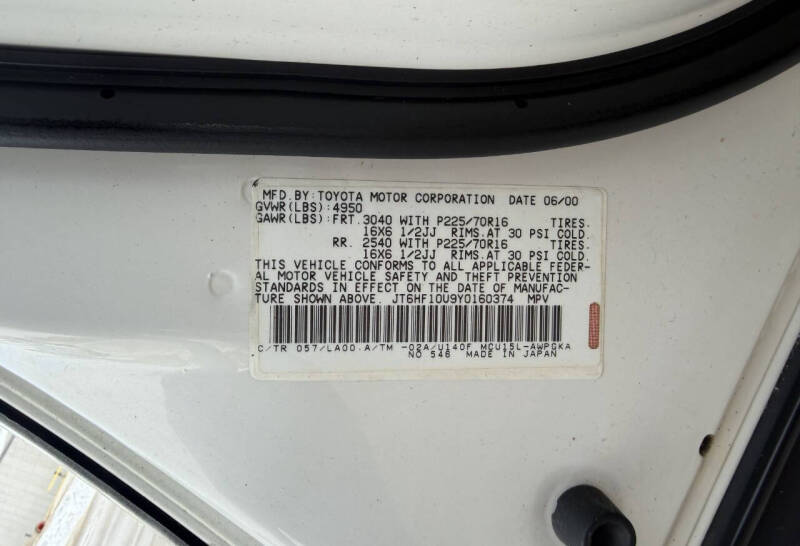 MFD.BY:TOYOTA MOTOR CORPORATION DATE 06/00
GVWR(LBS):4950
GAWR(LBS):FRT.3040 WITH P225/70R16 TIRES.
16X6 1/2JJ RIMS.AT 30 PSI COLD.
RR. 2540 WITH P225/70R16 TIRES.
16X6 1/2JJ RIMS.AT 30 PSI COLD.
THIS VEHICLE CONFORMS TO ALL APPLICABLE FEDER-
AL MOTOR VEHICLE SAFETY AND THEFT PREVENTION
STANDARDS IN EFFECT ON THE DATE OF MANUFAC-
TURE SHOWN ABOVE. JT6HF10U9Y0160374 MPV
C/TR 057/LA00.A/TM -02A/U140F MCU15L-AWPGKA
NO 548 MADE IN JAPAN